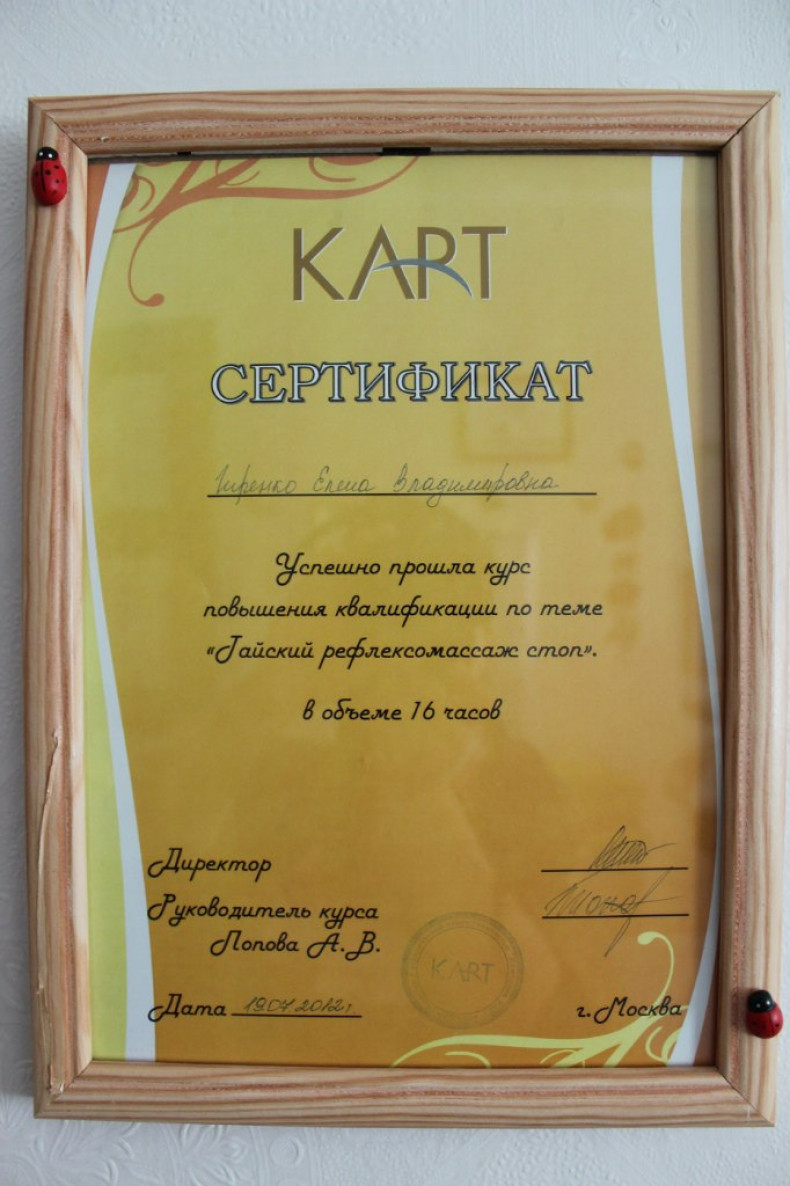 KART
СЕРТИФИКАТ
Елена Владимировна
Успешно прошла курс
повышения квалификации по теме
«Тайский рефлексомассаж стоп».
в объеме 16 часов
Директор
Руководитель курса
Попова А. В.
KART
Дата 19.07.2012 г.
г. Москва